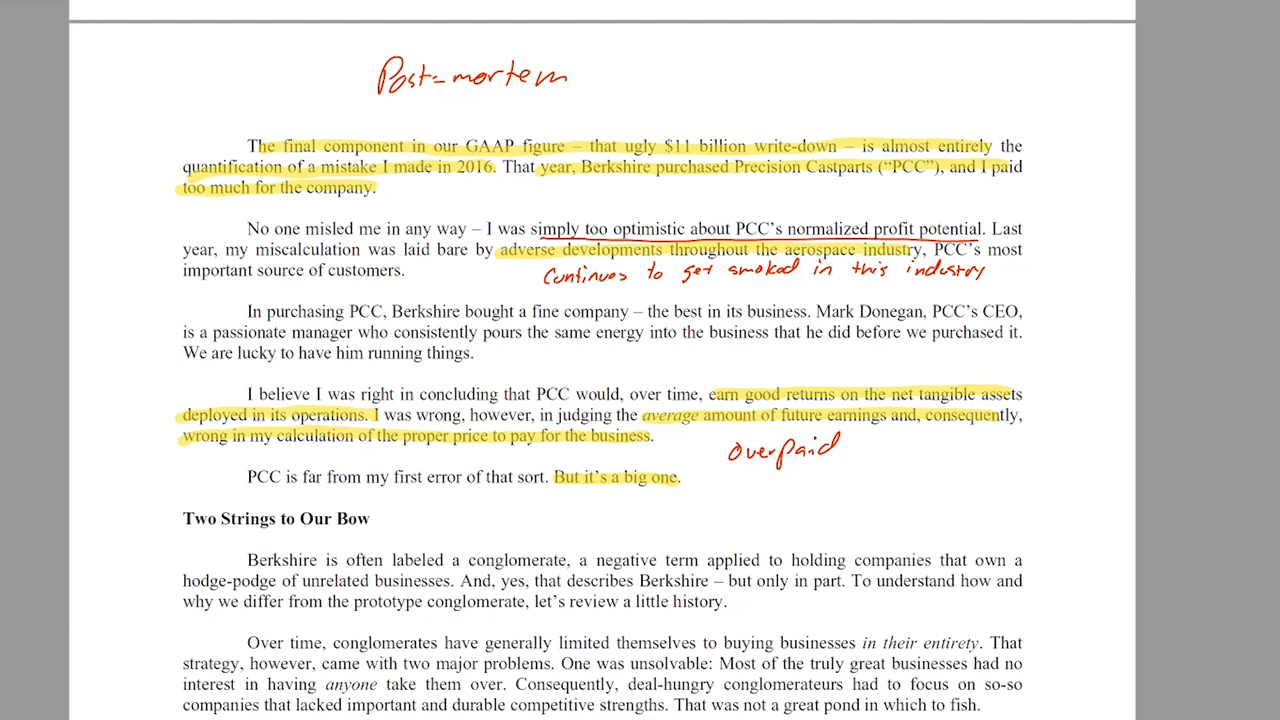 Post-mortem
The final component in our GAAP figure – that ugly $11 billion write-down – is almost entirely the
quantification of a mistake I made in 2016. That year, Berkshire purchased Precision Castparts (“PCC”), and I paid
too much for the company.
No one misled me in any way – I was simply too optimistic about PCC’s normalized profit potential. Last
year, my miscalculation was laid bare by adverse developments throughout the aerospace industry, PCC’s most
important source of customers.
Continues to get smoked in this industry
In purchasing PCC, Berkshire bought a fine company – the best in its business. Mark Donegan, PCC’s CEO,
is a passionate manager who consistently pours the same energy into the business that he did before we purchased it.
We are lucky to have him running things.
I believe I was right in concluding that PCC would, over time, earn good returns on the net tangible assets
deployed in its operations. I was wrong, however, in judging the average amount of future earnings and, consequently,
wrong in my calculation of the proper price to pay for the business.
overpaid
PCC is far from my first error of that sort. But it’s a big one.
Two Strings to Our Bow
Berkshire is often labeled a conglomerate, a negative term applied to holding companies that own a
hodge-podge of unrelated businesses. And, yes, that describes Berkshire – but only in part. To understand how and
why we differ from the prototype conglomerate, let’s review a little history.
Over time, conglomerates have generally limited themselves to buying businesses in their entirety. That
strategy, however, came with two major problems. One was unsolvable: Most of the truly great businesses had no
interest in having anyone take them over. Consequently, deal-hungry conglomerateurs had to focus on so-so
companies that lacked important and durable competitive strengths. That was not a great pond in which to fish.